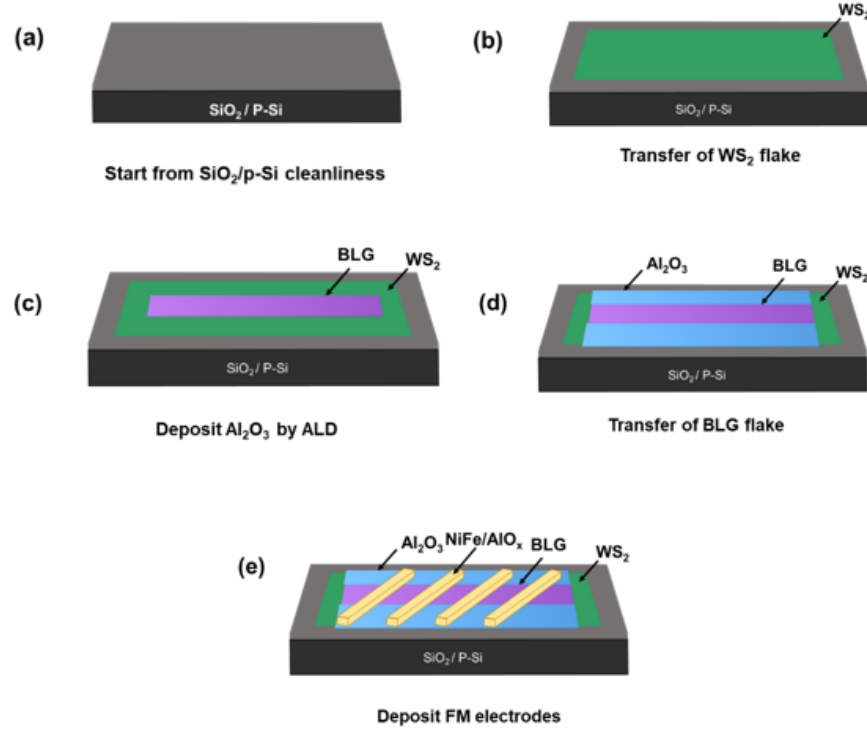 (a)
SiO₂ / P-Si
Start from SiO₂/p-Si cleanliness
(b)
WS₂
SiO₂ / P-Si
Transfer of WS₂ flake
(c)
BLG
WS₂
SiO₂ / P-Si
Deposit Al₂O₃ by ALD
(d)
Al₂O₃
BLG
WS₂
SiO₂ / P-Si
Transfer of BLG flake
(e)
Al₂O₃ NiFe/AlOₓ BLG
WS₂
SiO₂ / P-Si
Deposit FM electrodes